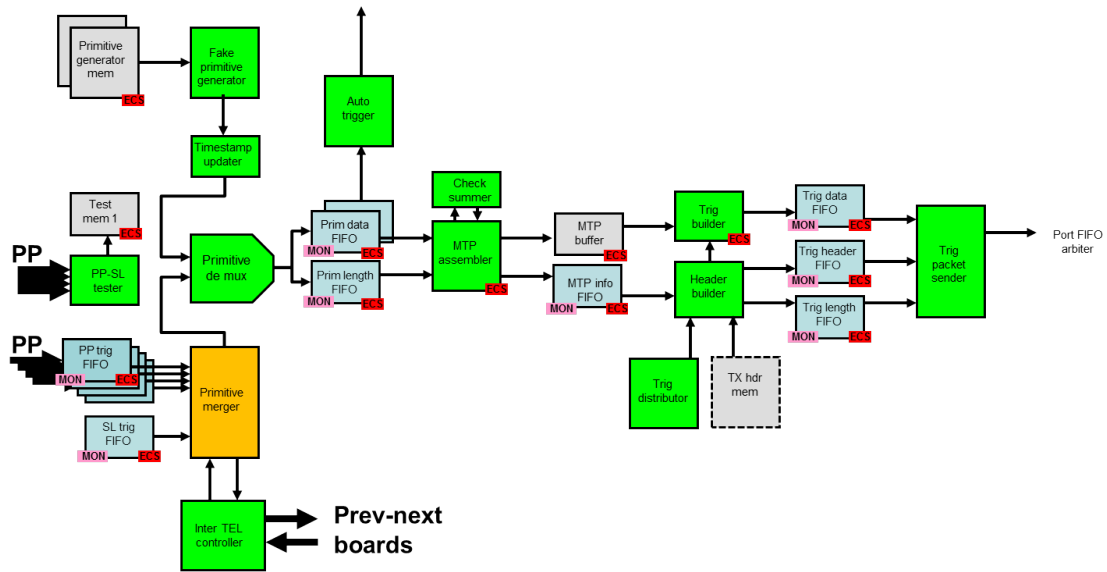 Primitive
generator
mem
ECS
Fake
primitive
generator
Timestamp
updater
Auto
trigger
Test
mem 1
ECS
PP
PP-SL
tester
Primitive
de mux
Prim data
FIFO
MON
ECS
Prim length
FIFO
MON
ECS
Check
summer
MTP
assembler
ECS
MTP
buffer
ECS
MTP info
FIFO
MON
ECS
Trig
builder
ECS
Header
builder
Trig data
FIFO
MON
ECS
Trig header
FIFO
MON
ECS
Trig length
FIFO
MON
ECS
Trig
packet
sender
Port FIFO
arbiter
PP
PP trig
FIFO
MON
ECS
SL trig
FIFO
MON
ECS
Primitive
merger
Trig
distributor
TX hdr
mem
Inter TEL
controller
Prev-next
boards